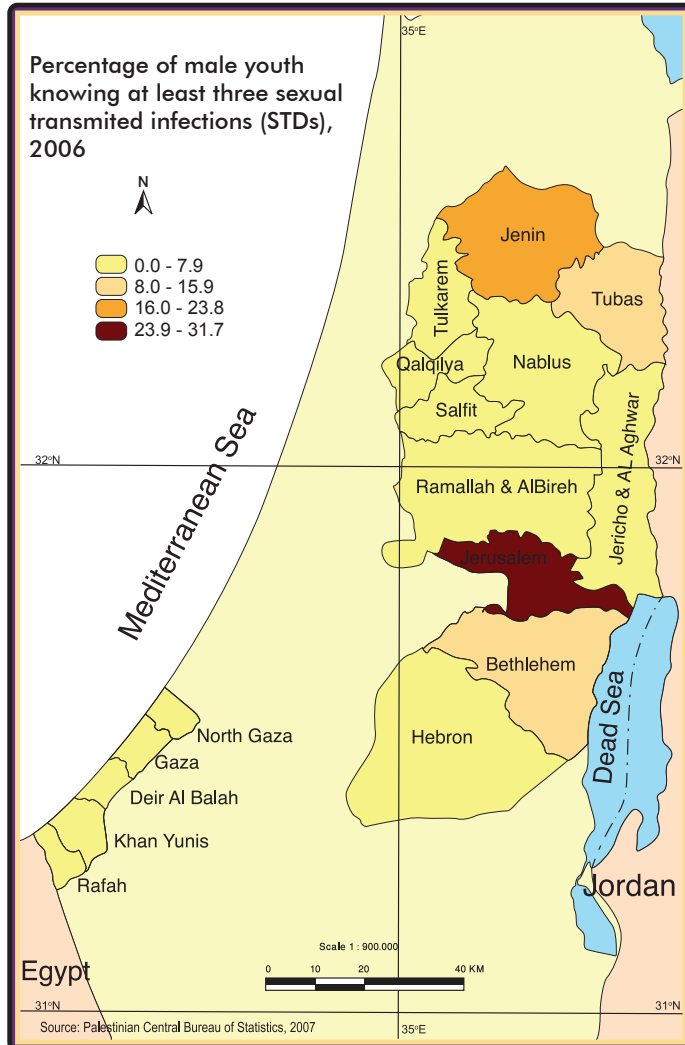 35°E
Percentage of male youth
knowing at least three sexual
transmited infections (STDs),
2006
N
0.0 - 7.9
8.0 - 15.9
16.0 - 23.8
23.9 - 31.7
Jenin
Tubas
Tulkarem
Qalqilya
Nablus
Salfit
Jericho & AL Aghwar
Mediterranean Sea
32°N
32°N
Ramallah & AlBireh
Jerusalem
Bethlehem
Dead Sea
Hebron
North Gaza
Gaza
Deir Al Balah
Khan Yunis
Rafah
Jordan
Egypt
Scale 1 : 900.000
0 10 20 40 KM
31°N
31°N
Source: Palestinian Central Bureau of Statistics, 2007
35°E